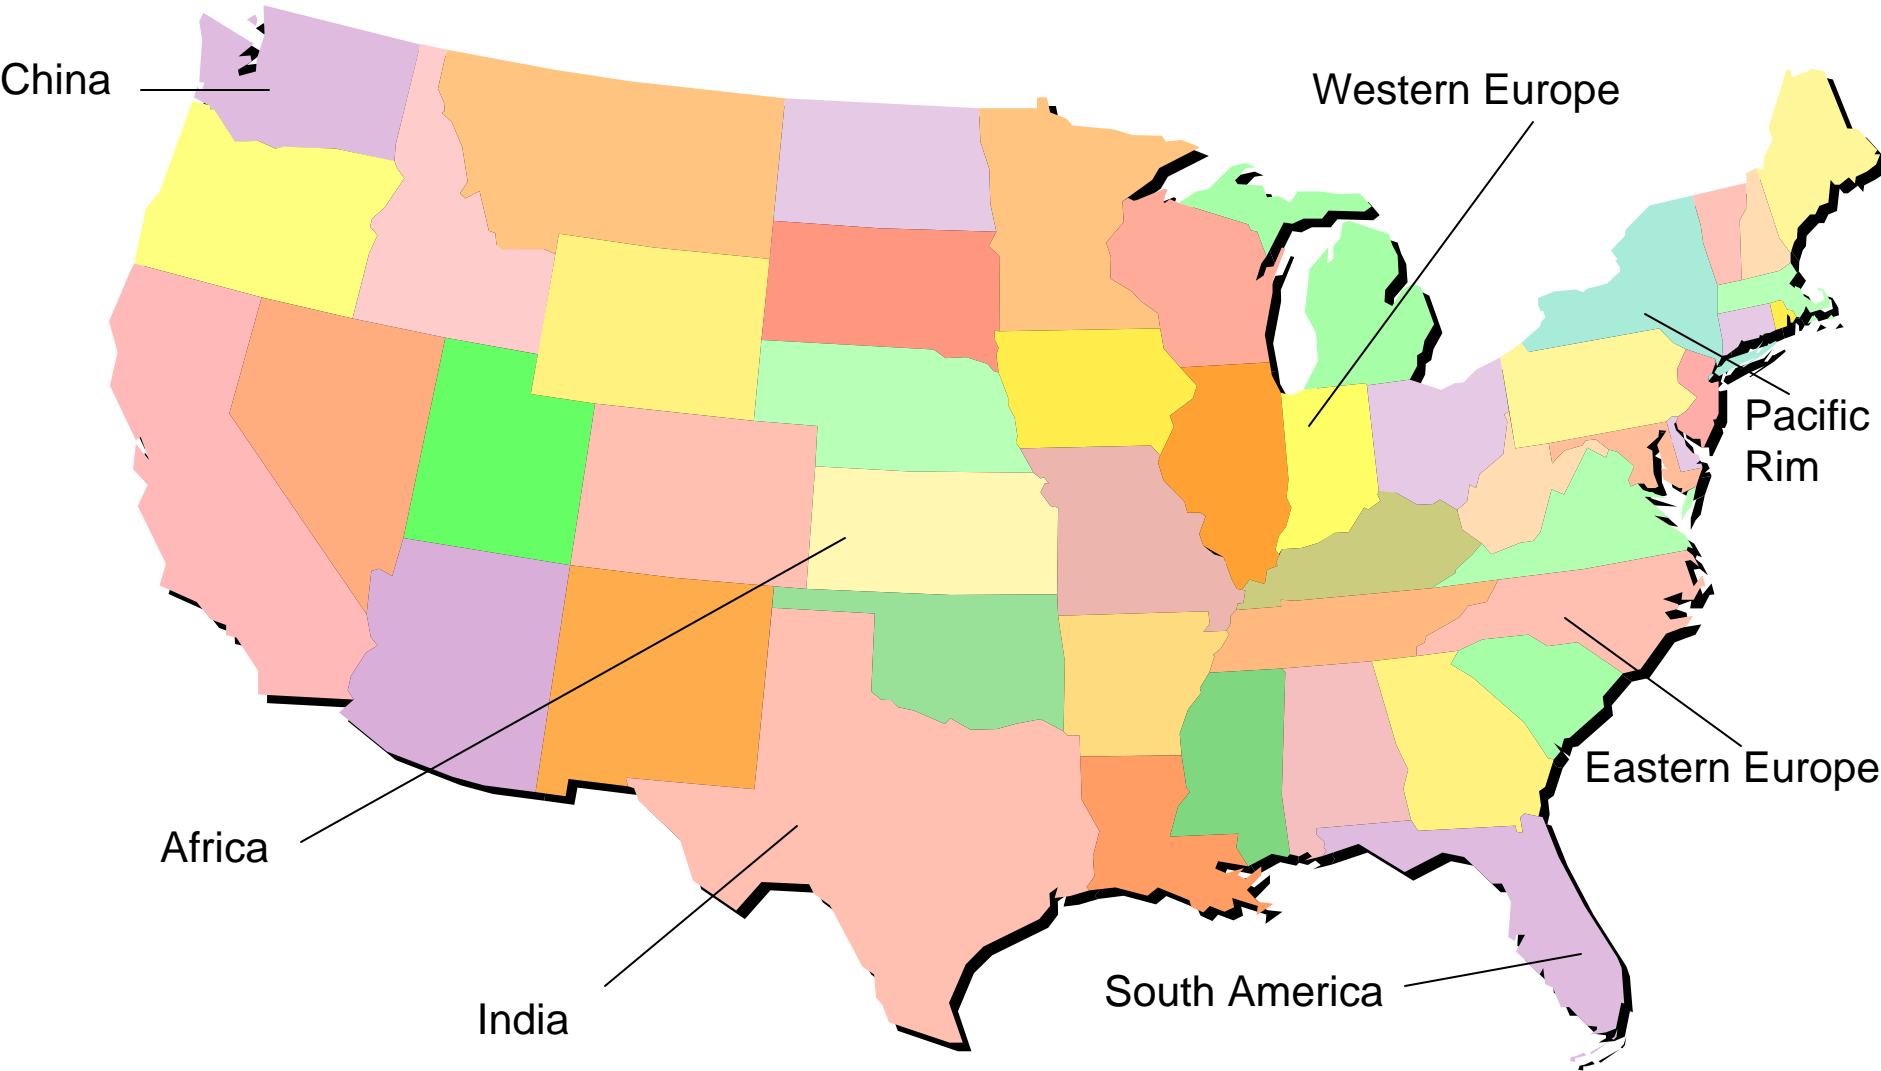 China
Western Europe
Pacific
Rim
Eastern Europe
Africa
South America
India